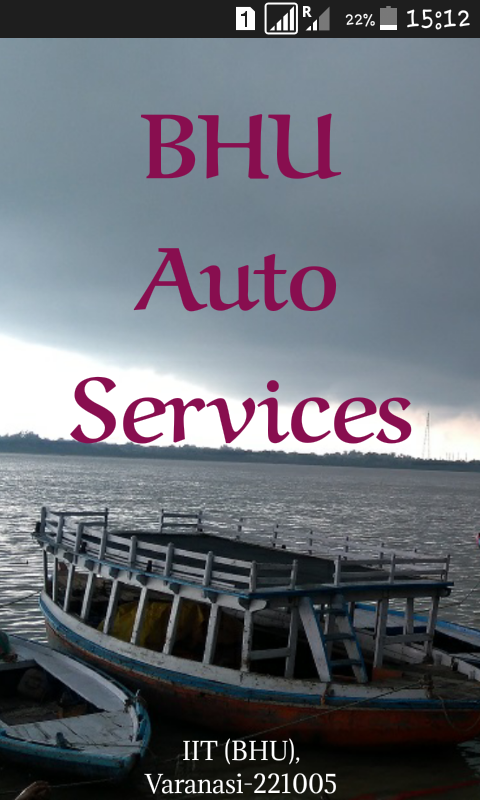 1 R 22% 15:12
BHU
Auto
Services
IIT (BHU),
Varanasi-221005